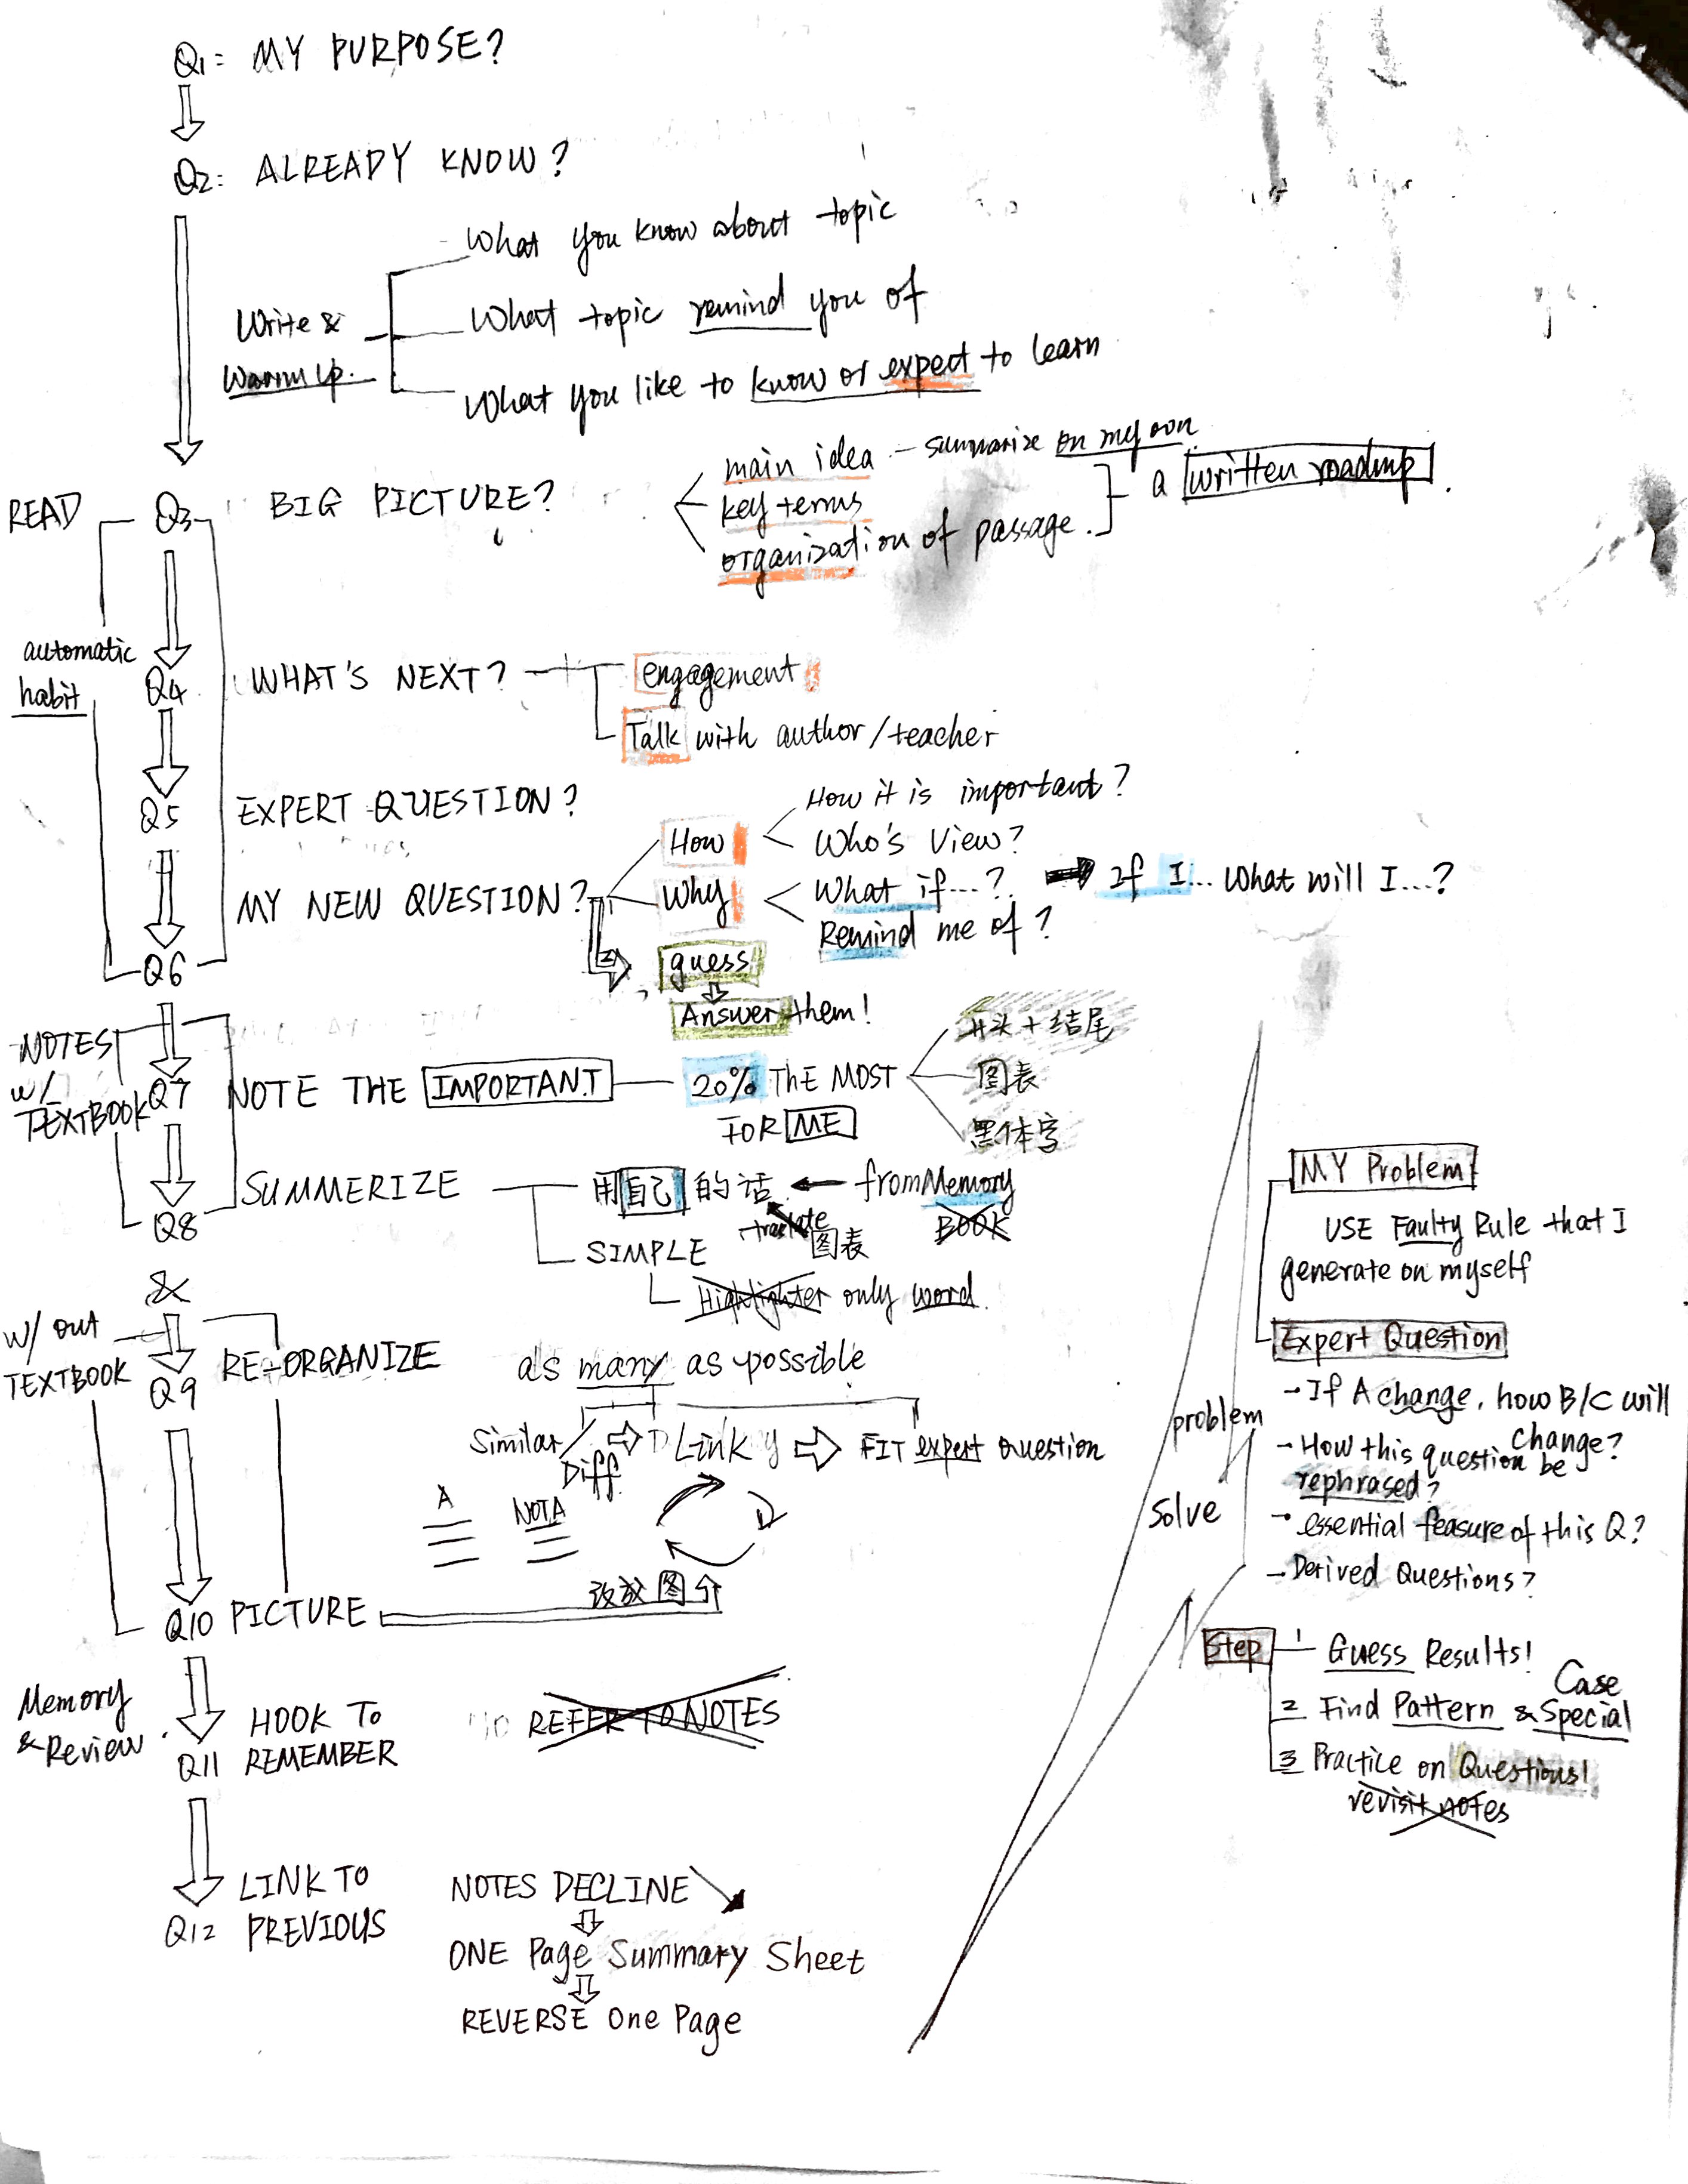 Q1: MY PURPOSE?
Q2: ALREADY KNOW?
Write &
Warm Up.
What you know about topic
What topic remind you of
What you like to know or expect to learn
READ
Q3
BIG PICTURE?
main idea - summarize on my own
key terms
organization of passage.
a written roadmap
automatic
habit
Q4
WHAT'S NEXT?
engagement
Talk with author/teacher
Q5
EXPERT QUESTION?
Q6
MY NEW QUESTION?
How
How it is important?
Who's View?
Why
What if...?
If I... What will I...?
Remind me of?
guess
Answer them!
NOTES
w/
TEXTBOOK
Q7
NOTE THE IMPORTANT
20% THE MOST
FOR ME
开头+结尾
图表
黑体字
Q8
SUMMERIZE
用自己的话
from Memory
BOOK
translate
图表
SIMPLE
Highlighter only word.
&
w/ out
TEXTBOOK
Q9
RE-ORGANIZE
as many as possible
Similar/
Diff.
Link
FIT expert question
A
NOT A
Q10 PICTURE
Memory
& Review.
Q11
HOOK TO
REMEMBER
REFER TO NOTES
Q12
LINK TO
PREVIOUS
NOTES DECLINE
ONE Page Summary Sheet
REVERSE One Page
MY Problem
USE Faulty Rule that I
generate on myself
Expert Question
- If A change, how B/C will
change?
- How this question be
rephrased?
- essential feasure of this Q?
- Derived Questions?
problem
solve
Step
1 Guess Results!
2 Find Pattern & Special
Case
3 Practice on Questions!
revisit notes